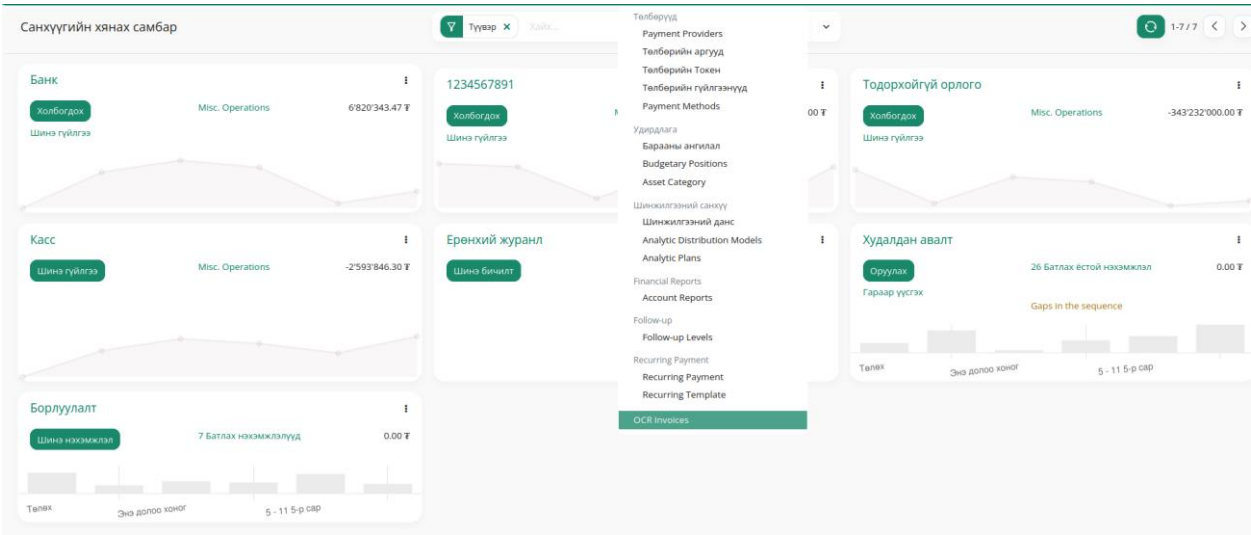 Санхүүгийн хянах самбар
Түүвэр ×
Хайх...
1-7 / 7
Төлбөрүүд
Payment Providers
Төлбөрийн аргууд
Төлбөрийн Токен
Төлбөрийн гүйлгээнүүд
Payment Methods
Удирдлага
Барааны ангилал
Budgetary Positions
Asset Category
Шинжилгээний санхүү
Шинжилгээний данс
Analytic Distribution Models
Analytic Plans
Financial Reports
Account Reports
Follow-up
Follow-up Levels
Recurring Payment
Recurring Payment
Recurring Template
OCR Invoices
Банк
Холбогдох
Misc. Operations
6'820'343.47 ₮
Шинэ гүйлгээ
1234567891
Холбогдох
00 ₮
Шинэ гүйлгээ
Тодорхойгүй орлого
Холбогдох
Misc. Operations
-343'232'000.00 ₮
Шинэ гүйлгээ
Касс
Шинэ гүйлгээ
Misc. Operations
-2'593'846.30 ₮
Ерөнхий журанл
Шинэ бичилт
Худалдан авалт
Оруулах
26 Батлах ёстой нэхэмжлэл
0.00 ₮
Гараар үүсгэх
Gaps in the sequence
Төлөх
Энэ долоо хоног
5 - 11 5-р сар
Борлуулалт
Шинэ нэхэмжлэл
7 Батлах нэхэмжлэлүүд
0.00 ₮
Төлөх
Энэ долоо хоног
5 - 11 5-р сар